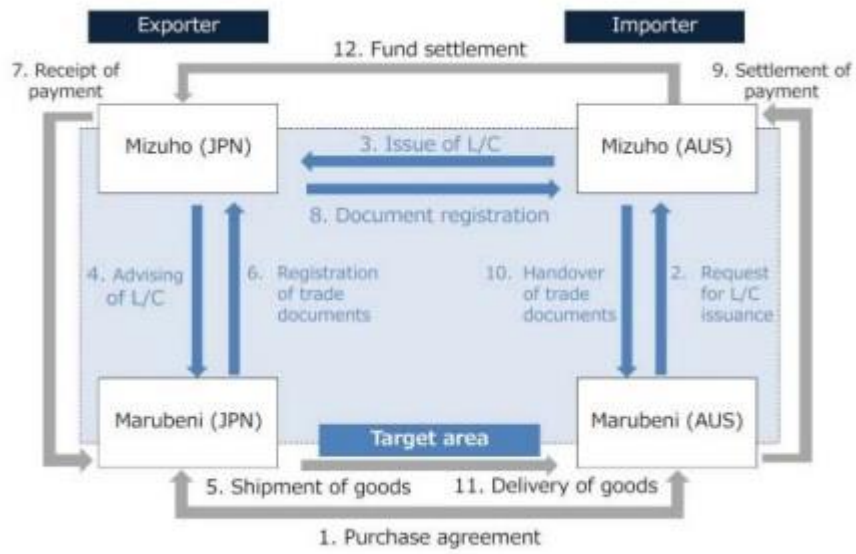 Exporter
Importer
12. Fund settlement
7. Receipt of
payment
9. Settlement of
payment
Mizuho (JPN)
Mizuho (AUS)
3. Issue of L/C
8. Document registration
4. Advising
of L/C
6. Registration
of trade
documents
10. Handover
of trade
documents
2. Request
for L/C
issuance
Marubeni (JPN)
Marubeni (AUS)
Target area
5. Shipment of goods
11. Delivery of goods
1. Purchase agreement